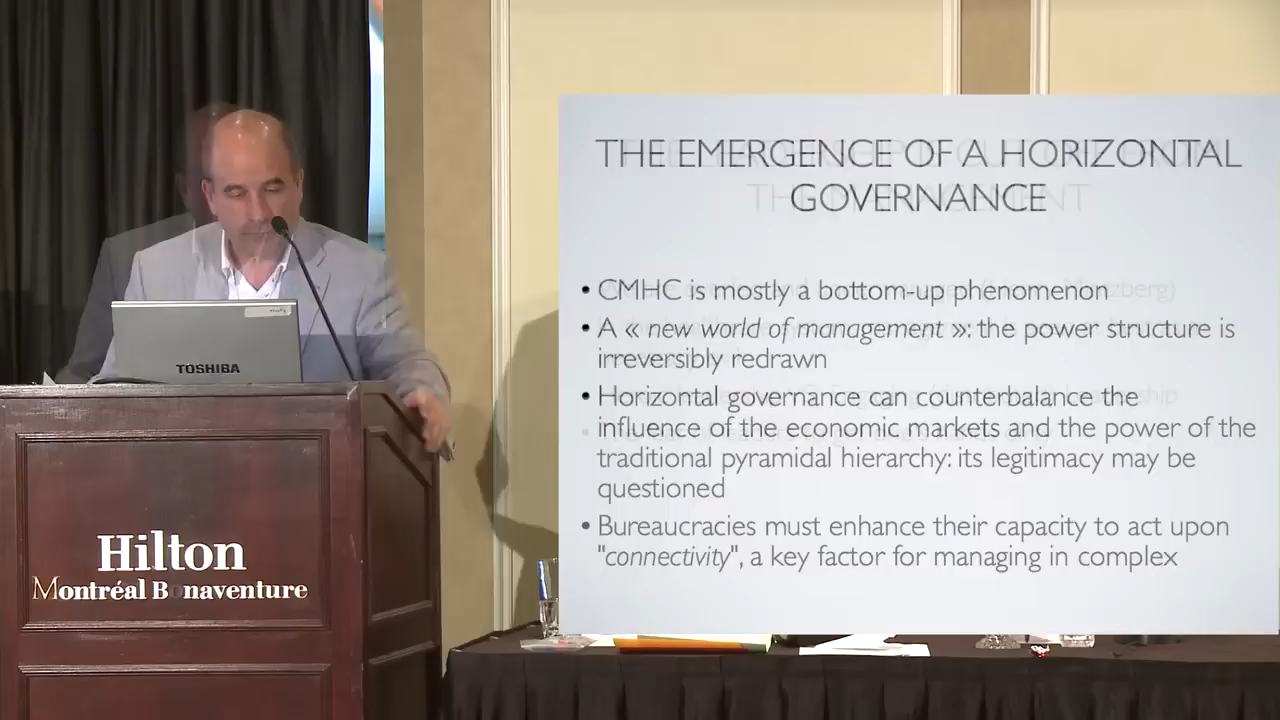 THE EMERGENCE OF A HORIZONTAL
GOVERNANCE
• CMHC is mostly a bottom-up phenomenon
• A « new world of management »: the power structure is
irreversibly redrawn
• Horizontal governance can counterbalance the
influence of the economic markets and the power of the
traditional pyramidal hierarchy: its legitimacy may be
questioned
• Bureaucracies must enhance their capacity to act upon
"connectivity", a key factor for managing in complex
TOSHIBA
Hilton
Montréal B naventure